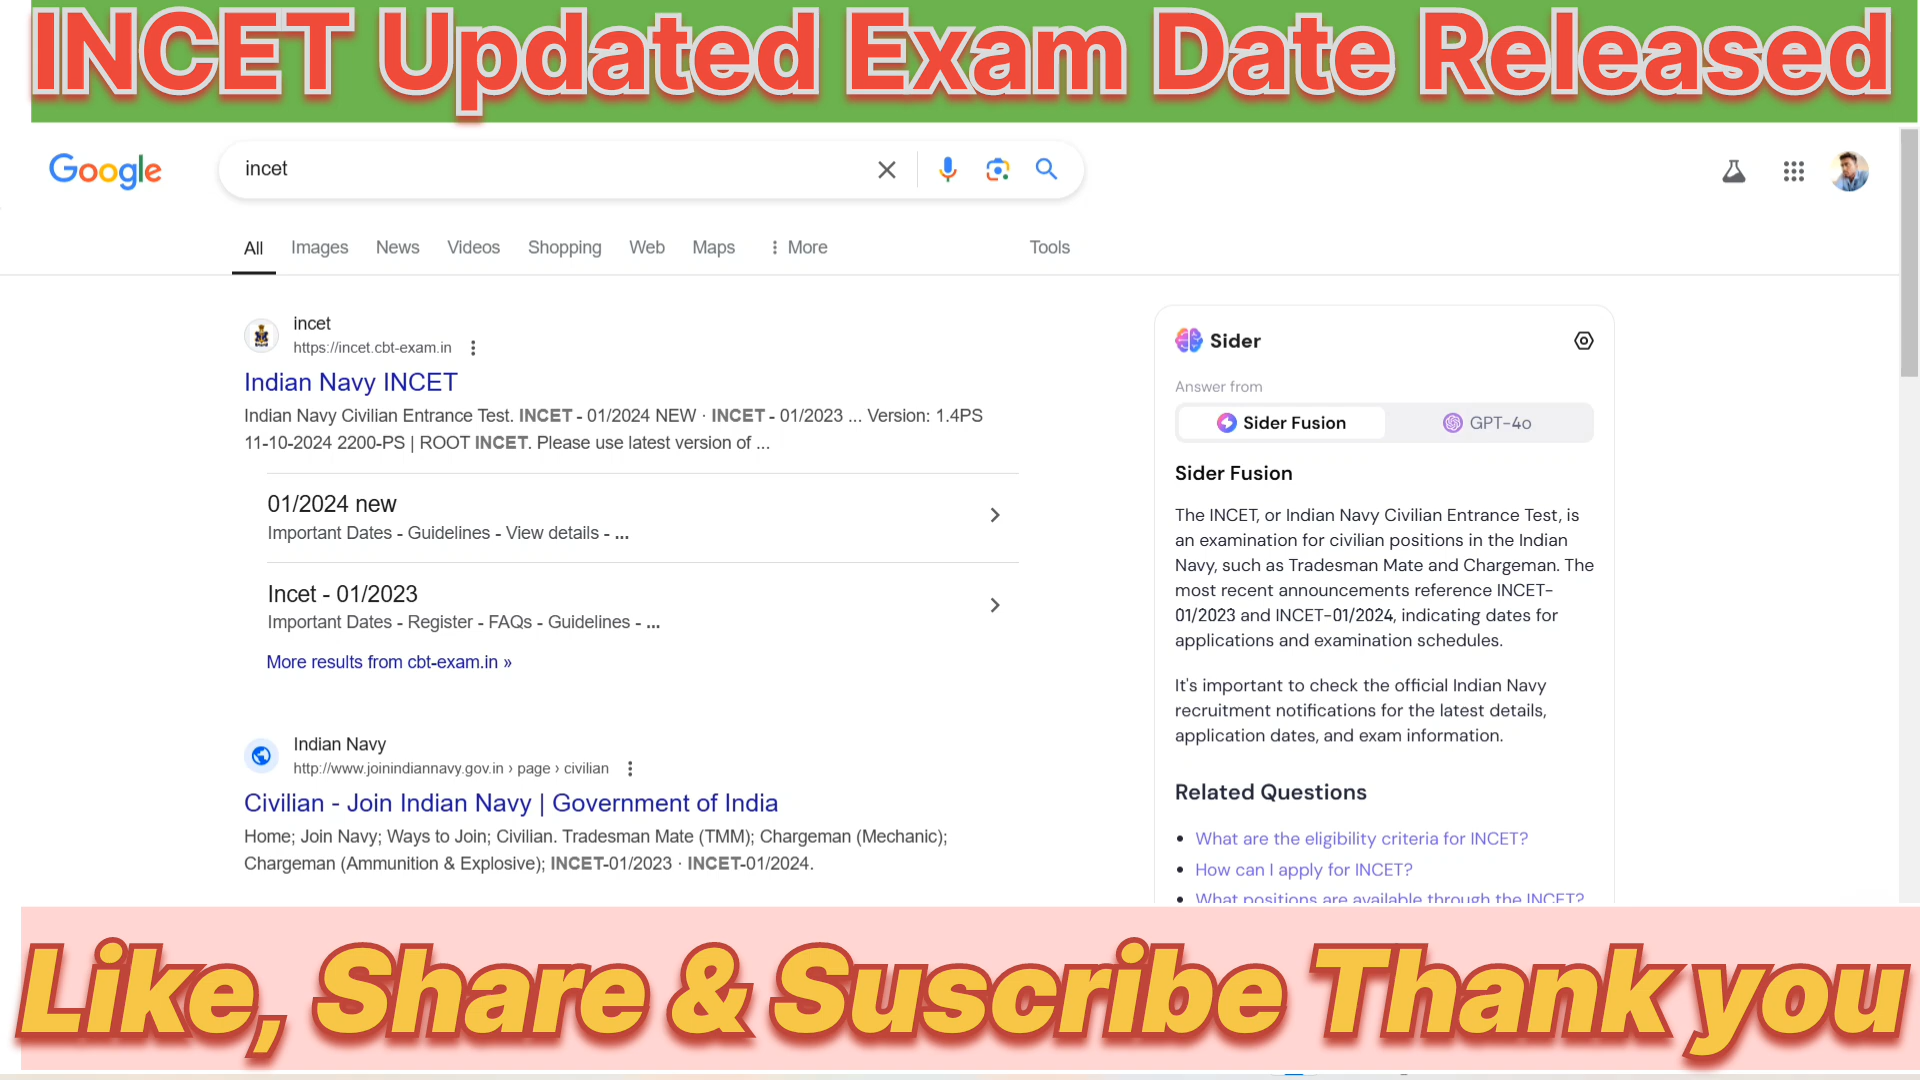 INCET Updated Exam Date Released
Google
incet
All Images News Videos Shopping Web Maps More Tools
incet
https://incet.cbt-exam.in
Indian Navy INCET
Indian Navy Civilian Entrance Test. INCET - 01/2024 NEW · INCET - 01/2023 ... Version: 1.4PS
11-10-2024 2200-PS | ROOT INCET. Please use latest version of ...
01/2024 new
Important Dates - Guidelines - View details - ...
Incet - 01/2023
Important Dates - Register - FAQs - Guidelines - ...
More results from cbt-exam.in »
Indian Navy
http://www.joinindiannavy.gov.in › page › civilian
Civilian - Join Indian Navy | Government of India
Home; Join Navy; Ways to Join; Civilian. Tradesman Mate (TMM); Chargeman (Mechanic);
Chargeman (Ammunition & Explosive); INCET-01/2023 · INCET-01/2024.
Sider
Answer from
Sider Fusion GPT-4o
Sider Fusion
The INCET, or Indian Navy Civilian Entrance Test, is
an examination for civilian positions in the Indian
Navy, such as Tradesman Mate and Chargeman. The
most recent announcements reference INCET-
01/2023 and INCET-01/2024, indicating dates for
applications and examination schedules.
It's important to check the official Indian Navy
recruitment notifications for the latest details,
application dates, and exam information.
Related Questions
• What are the eligibility criteria for INCET?
• How can I apply for INCET?
• What positions are available through the INCET?
Like, Share & Suscribe Thank you